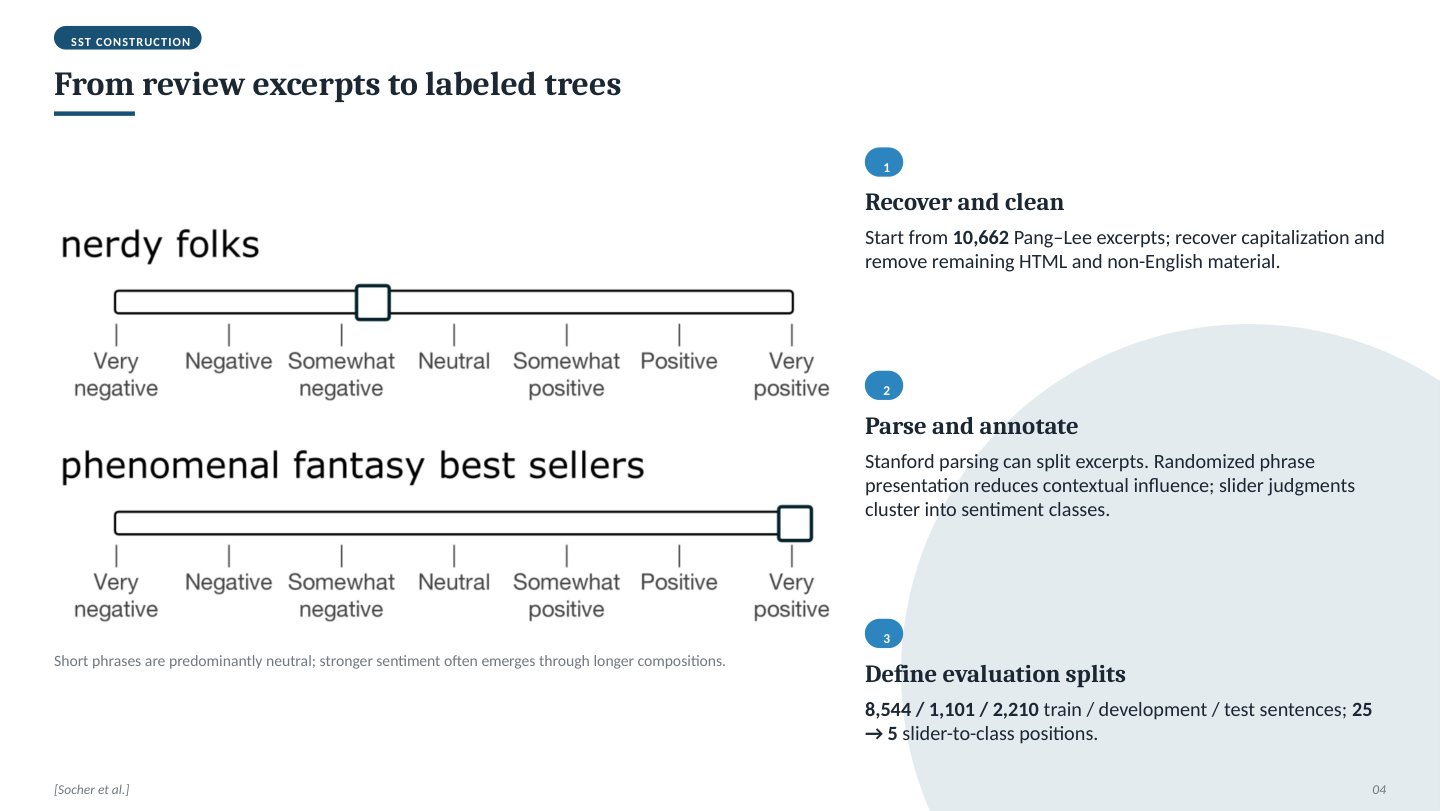 SST CONSTRUCTION
From review excerpts to labeled trees
nerdy folks
Very negative
Negative
Somewhat negative
Neutral
Somewhat positive
Positive
Very positive
phenomenal fantasy best sellers
Very negative
Negative
Somewhat negative
Neutral
Somewhat positive
Positive
Very positive
Short phrases are predominantly neutral; stronger sentiment often emerges through longer compositions.
1
Recover and clean
Start from 10,662 Pang–Lee excerpts; recover capitalization and
remove remaining HTML and non-English material.
2
Parse and annotate
Stanford parsing can split excerpts. Randomized phrase
presentation reduces contextual influence; slider judgments
cluster into sentiment classes.
3
Define evaluation splits
8,544 / 1,101 / 2,210 train / development / test sentences; 25
→ 5 slider-to-class positions.
[Socher et al.]
04